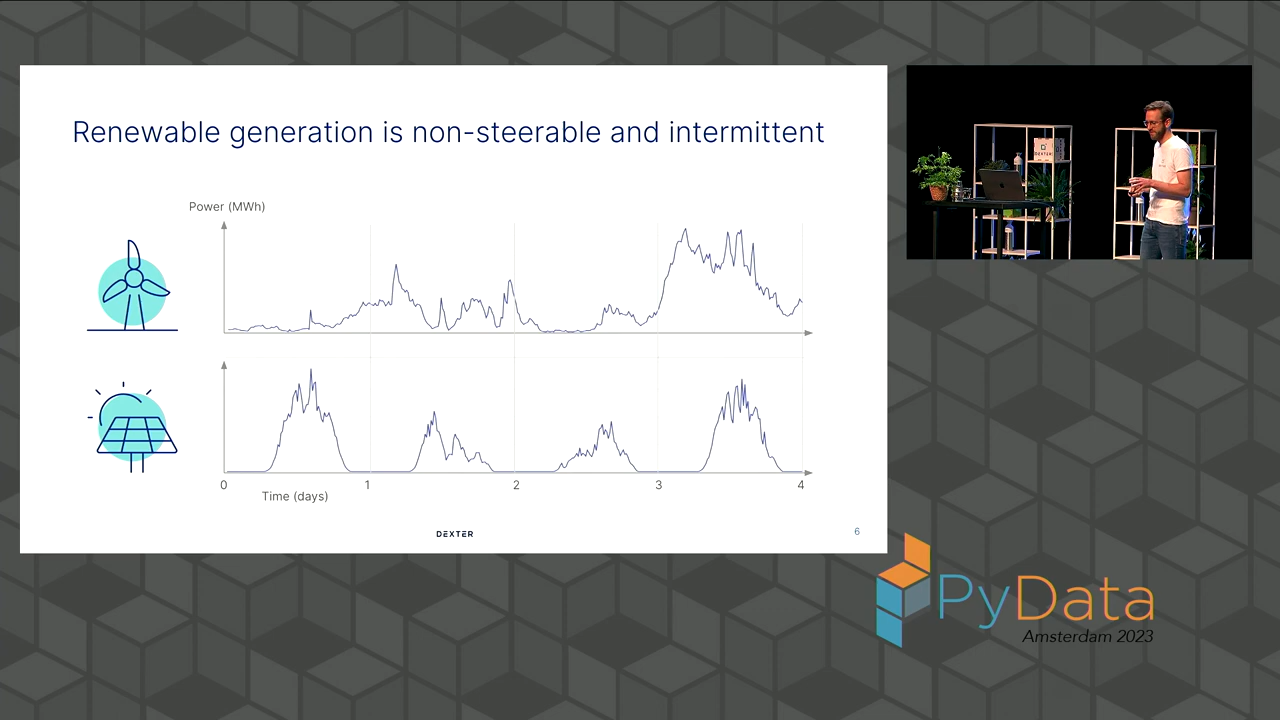 Renewable generation is non-steerable and intermittent
Power (MWh)
0
1
2
3
4
Time (days)
DEXTER
6
DEXTER
PyData
Amsterdam 2023